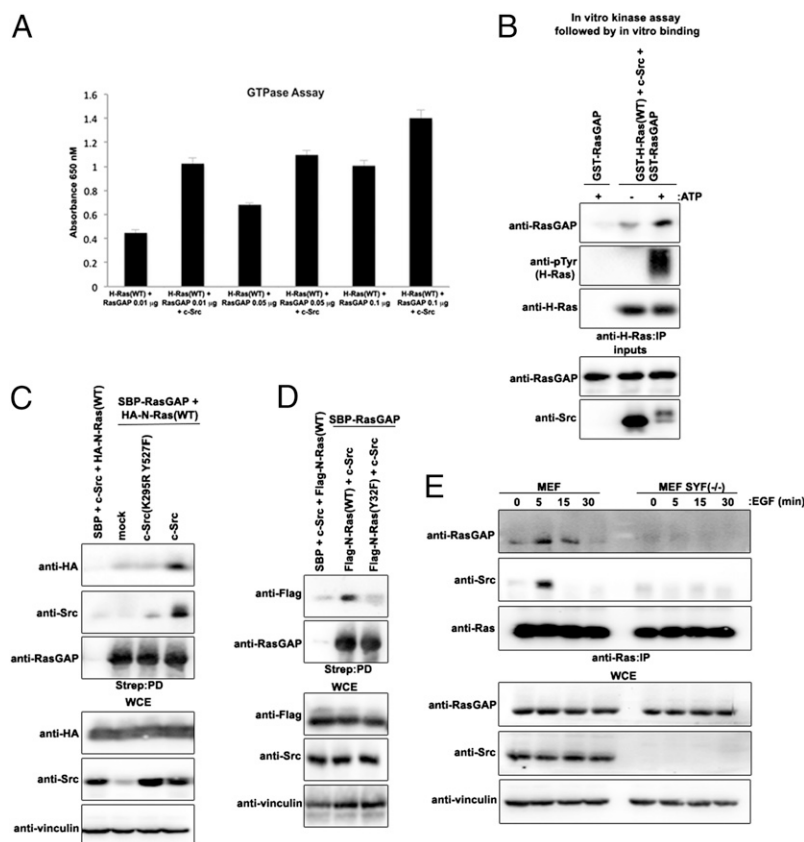 A
GTPase Assay
Absorbance 650 nM
1.6
1.4
1.2
1
0.8
0.6
0.4
0.2
0
H-Ras(WT) +
RasGAP 0.01 μg
H-Ras(WT) +
RasGAP 0.01 μg
+ c-Src
H-Ras(WT) +
RasGAP 0.05 μg
H-Ras(WT) +
RasGAP 0.05 μg
+ c-Src
H-Ras(WT) +
RasGAP 0.1 μg
H-Ras(WT) +
RasGAP 0.1 μg
+ c-Src
B
In vitro kinase assay
followed by in vitro binding
GST-RasGAP
GST-H-Ras(WT) + c-Src +
GST-RasGAP
+ - + :ATP
anti-RasGAP
anti-pTyr
(H-Ras)
anti-H-Ras
anti-H-Ras:IP
inputs
anti-RasGAP
anti-Src
C
SBP + c-Src + HA-N-Ras(WT)
SBP-RasGAP +
HA-N-Ras(WT)
mock
c-Src(K295R Y527F)
c-Src
anti-HA
anti-Src
anti-RasGAP
Strep:PD
WCE
anti-HA
anti-Src
anti-vinculin
D
SBP + c-Src + Flag-N-Ras(WT)
SBP-RasGAP
Flag-N-Ras(WT) + c-Src
Flag-N-Ras(Y32F) + c-Src
anti-Flag
anti-RasGAP
Strep:PD
WCE
anti-Flag
anti-Src
anti-vinculin
E
MEF MEF SYF(-/-)
0 5 15 30 0 5 15 30 :EGF (min)
anti-RasGAP
anti-Src
anti-Ras
anti-Ras:IP
WCE
anti-RasGAP
anti-Src
anti-vinculin